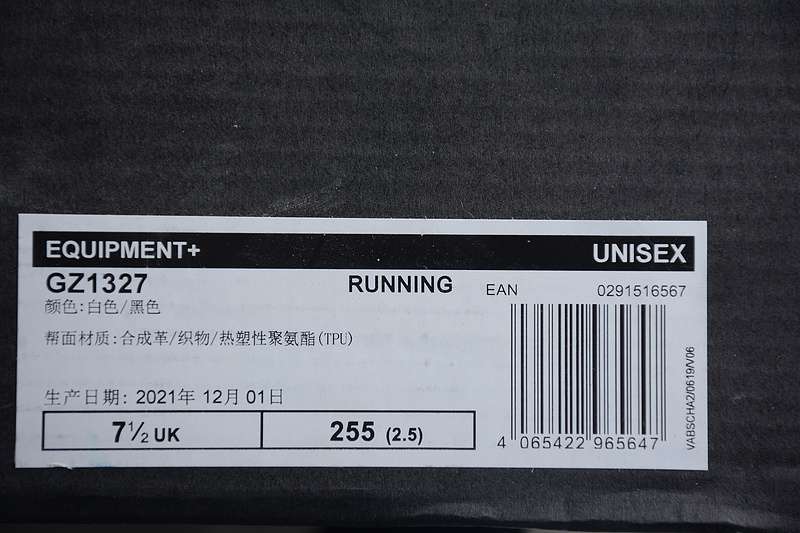 EQUIPMENT+ UNISEX
GZ1327 RUNNING EAN 0291516567
颜色:白色/黑色
帮面材质:合成革/织物/热塑性聚氨酯(TPU)
生产日期: 2021年 12月 01日
7½ UK 255 (2.5)
4 065422 965647
VABSCHA2/0619/V06